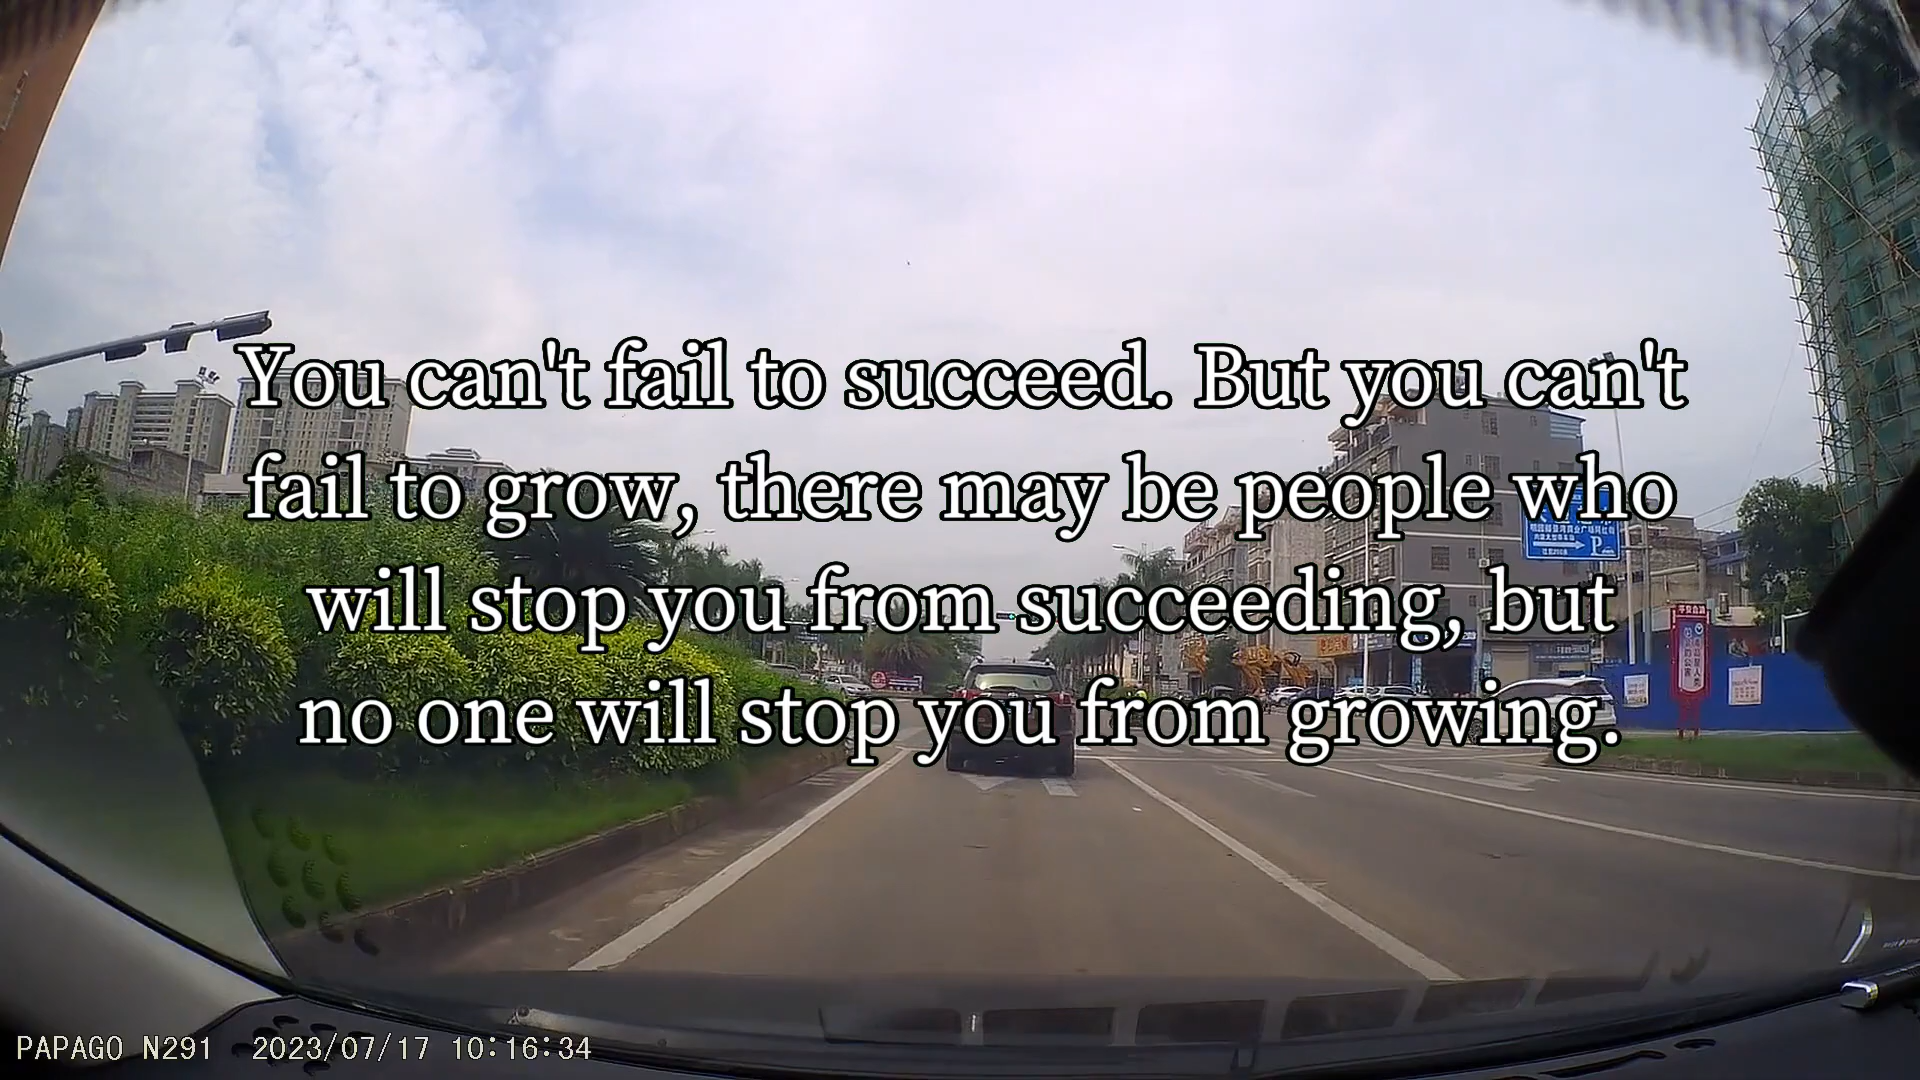 You can't fail to succeed. But you can't
fail to grow, there may be people who
will stop you from succeeding, but
no one will stop you from growing.
P
PAPAGO N291 2023/07/17 10:16:34